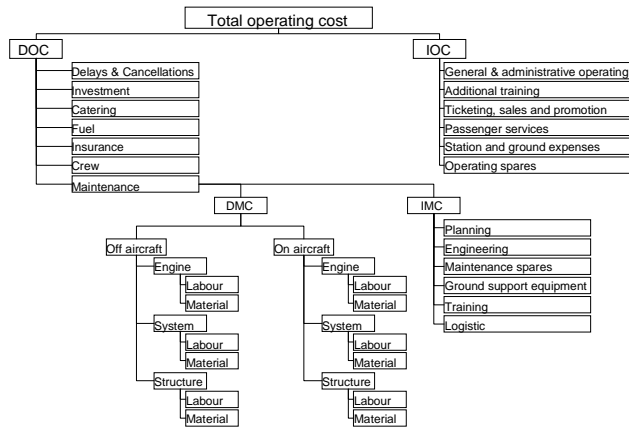 Total operating cost
DOC
IOC
Delays & Cancellations
Investment
Catering
Fuel
Insurance
Crew
Maintenance
General & administrative operating
Additional training
Ticketing, sales and promotion
Passenger services
Station and ground expenses
Operating spares
DMC
IMC
Off aircraft
Engine
Labour
Material
System
Labour
Material
Structure
Labour
Material
On aircraft
Engine
Labour
Material
System
Labour
Material
Structure
Labour
Material
Planning
Engineering
Maintenance spares
Ground support equipment
Training
Logistic